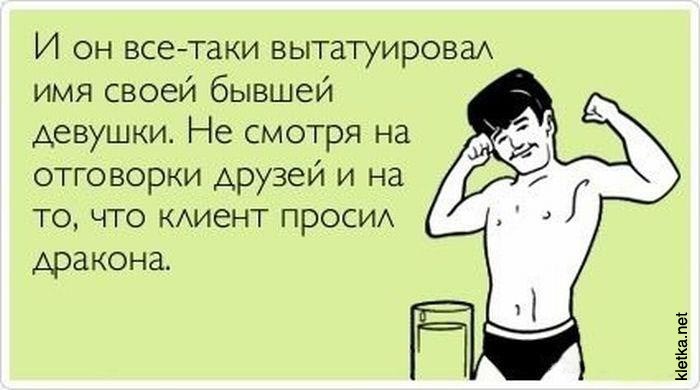 И он все-таки вытатуировал
имя своей бывшей
девушки. Не смотря на
отговорки друзей и на
то, что клиент просил
дракона.
kletka.net